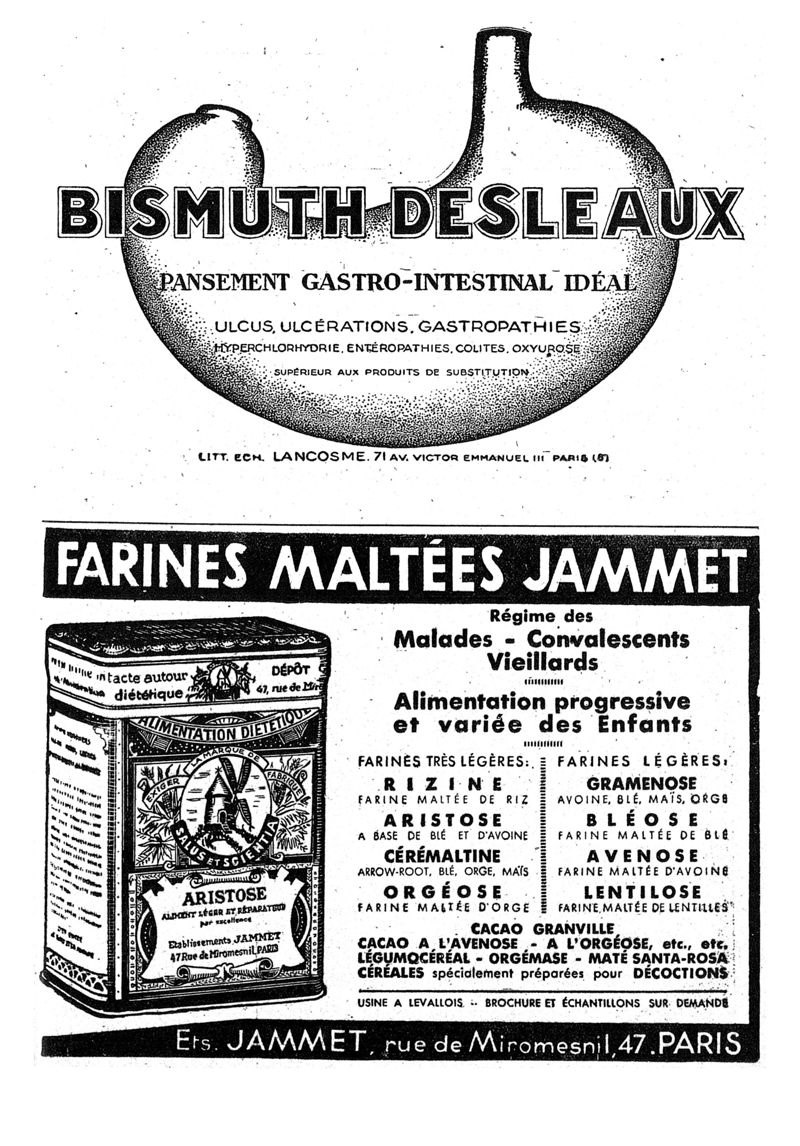 BISMUTH DESLEAUX
PANSEMENT GASTRO-INTESTINAL IDÉAL
ULCUS, ULCÉRATIONS, GASTROPATHIES
HYPERCHLORHYDRIE, ENTÉROPATHIES, COLITES, OXYUROSE
SUPÉRIEUR AUX PRODUITS DE SUBSTITUTION
LITT. ECH. LANCOSME. 71 AV. VICTOR EMMANUEL III PARIS (8e)
FARINES MALTÉES JAMMET
intacte autour
diététique
DÉPÔT
47, rue de
ALIMENTATION DIÉTÉTIQUE
EXIGER LA MARQUE DE FABRIQUE
SALUS ET SCIENTIA
ARISTOSE
ALIMENT LÉGER ET RÉPARATEUR
par excellence
Etablissements JAMMET
47 Rue de Miromesnil, PARIS
Régime des
Malades - Convalescents
Vieillards
Alimentation progressive
et variée des Enfants
FARINES TRÈS LÉGÈRES:
RIZINE
FARINE MALTÉE DE RIZ
ARISTOSE
A BASE DE BLÉ ET D'AVOINE
CÉRÉMALTINE
ARROW-ROOT, BLÉ, ORGE, MAÏS
ORGÉOSE
FARINE MALTÉE D'ORGE
FARINES LÉGÈRES:
GRAMENOSE
AVOINE, BLÉ, MAÏS, ORGE
BLÉOSE
FARINE MALTÉE DE BLÉ
AVENOSE
FARINE MALTÉE D'AVOINE
LENTILOSE
FARINE MALTÉE DE LENTILLES
CACAO GRANVILLE
CACAO A L'AVENOSE - A L'ORGÉOSE, etc., etc.
LÉGUMOCÉRÉAL - ORGÉMASE - MATÉ SANTA-ROSA
CÉRÉALES spécialement préparées pour DÉCOCTIONS
USINE A LEVALLOIS -- BROCHURE ET ÉCHANTILLONS SUR DEMANDE
Ets. JAMMET, rue de Miromesnil, 47. PARIS